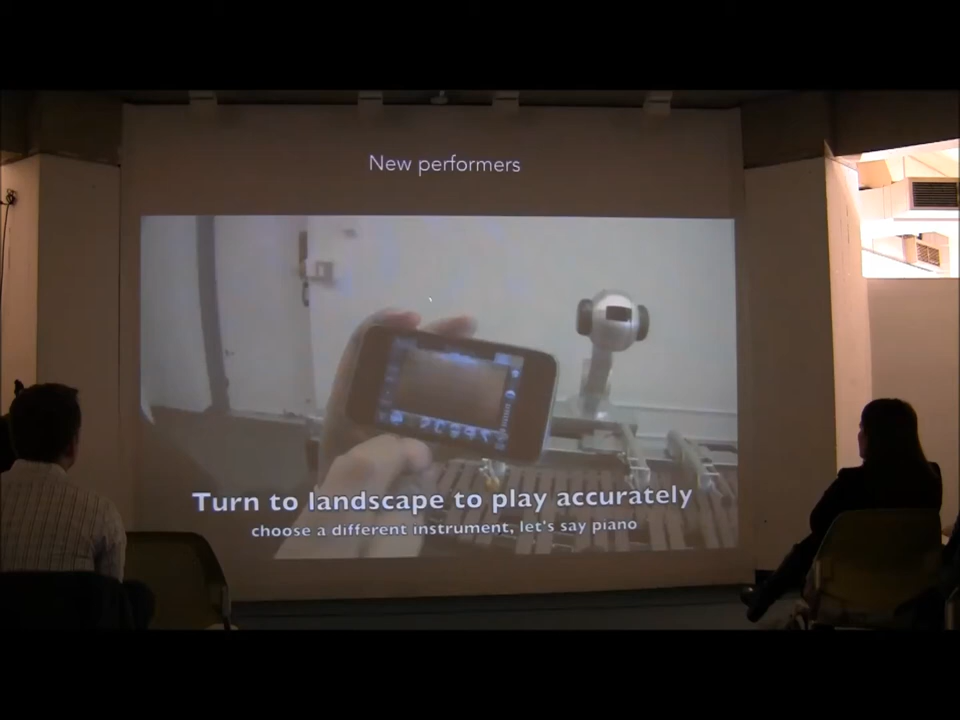 New performers
Turn to landscape to play accurately
choose a different instrument, let's say piano